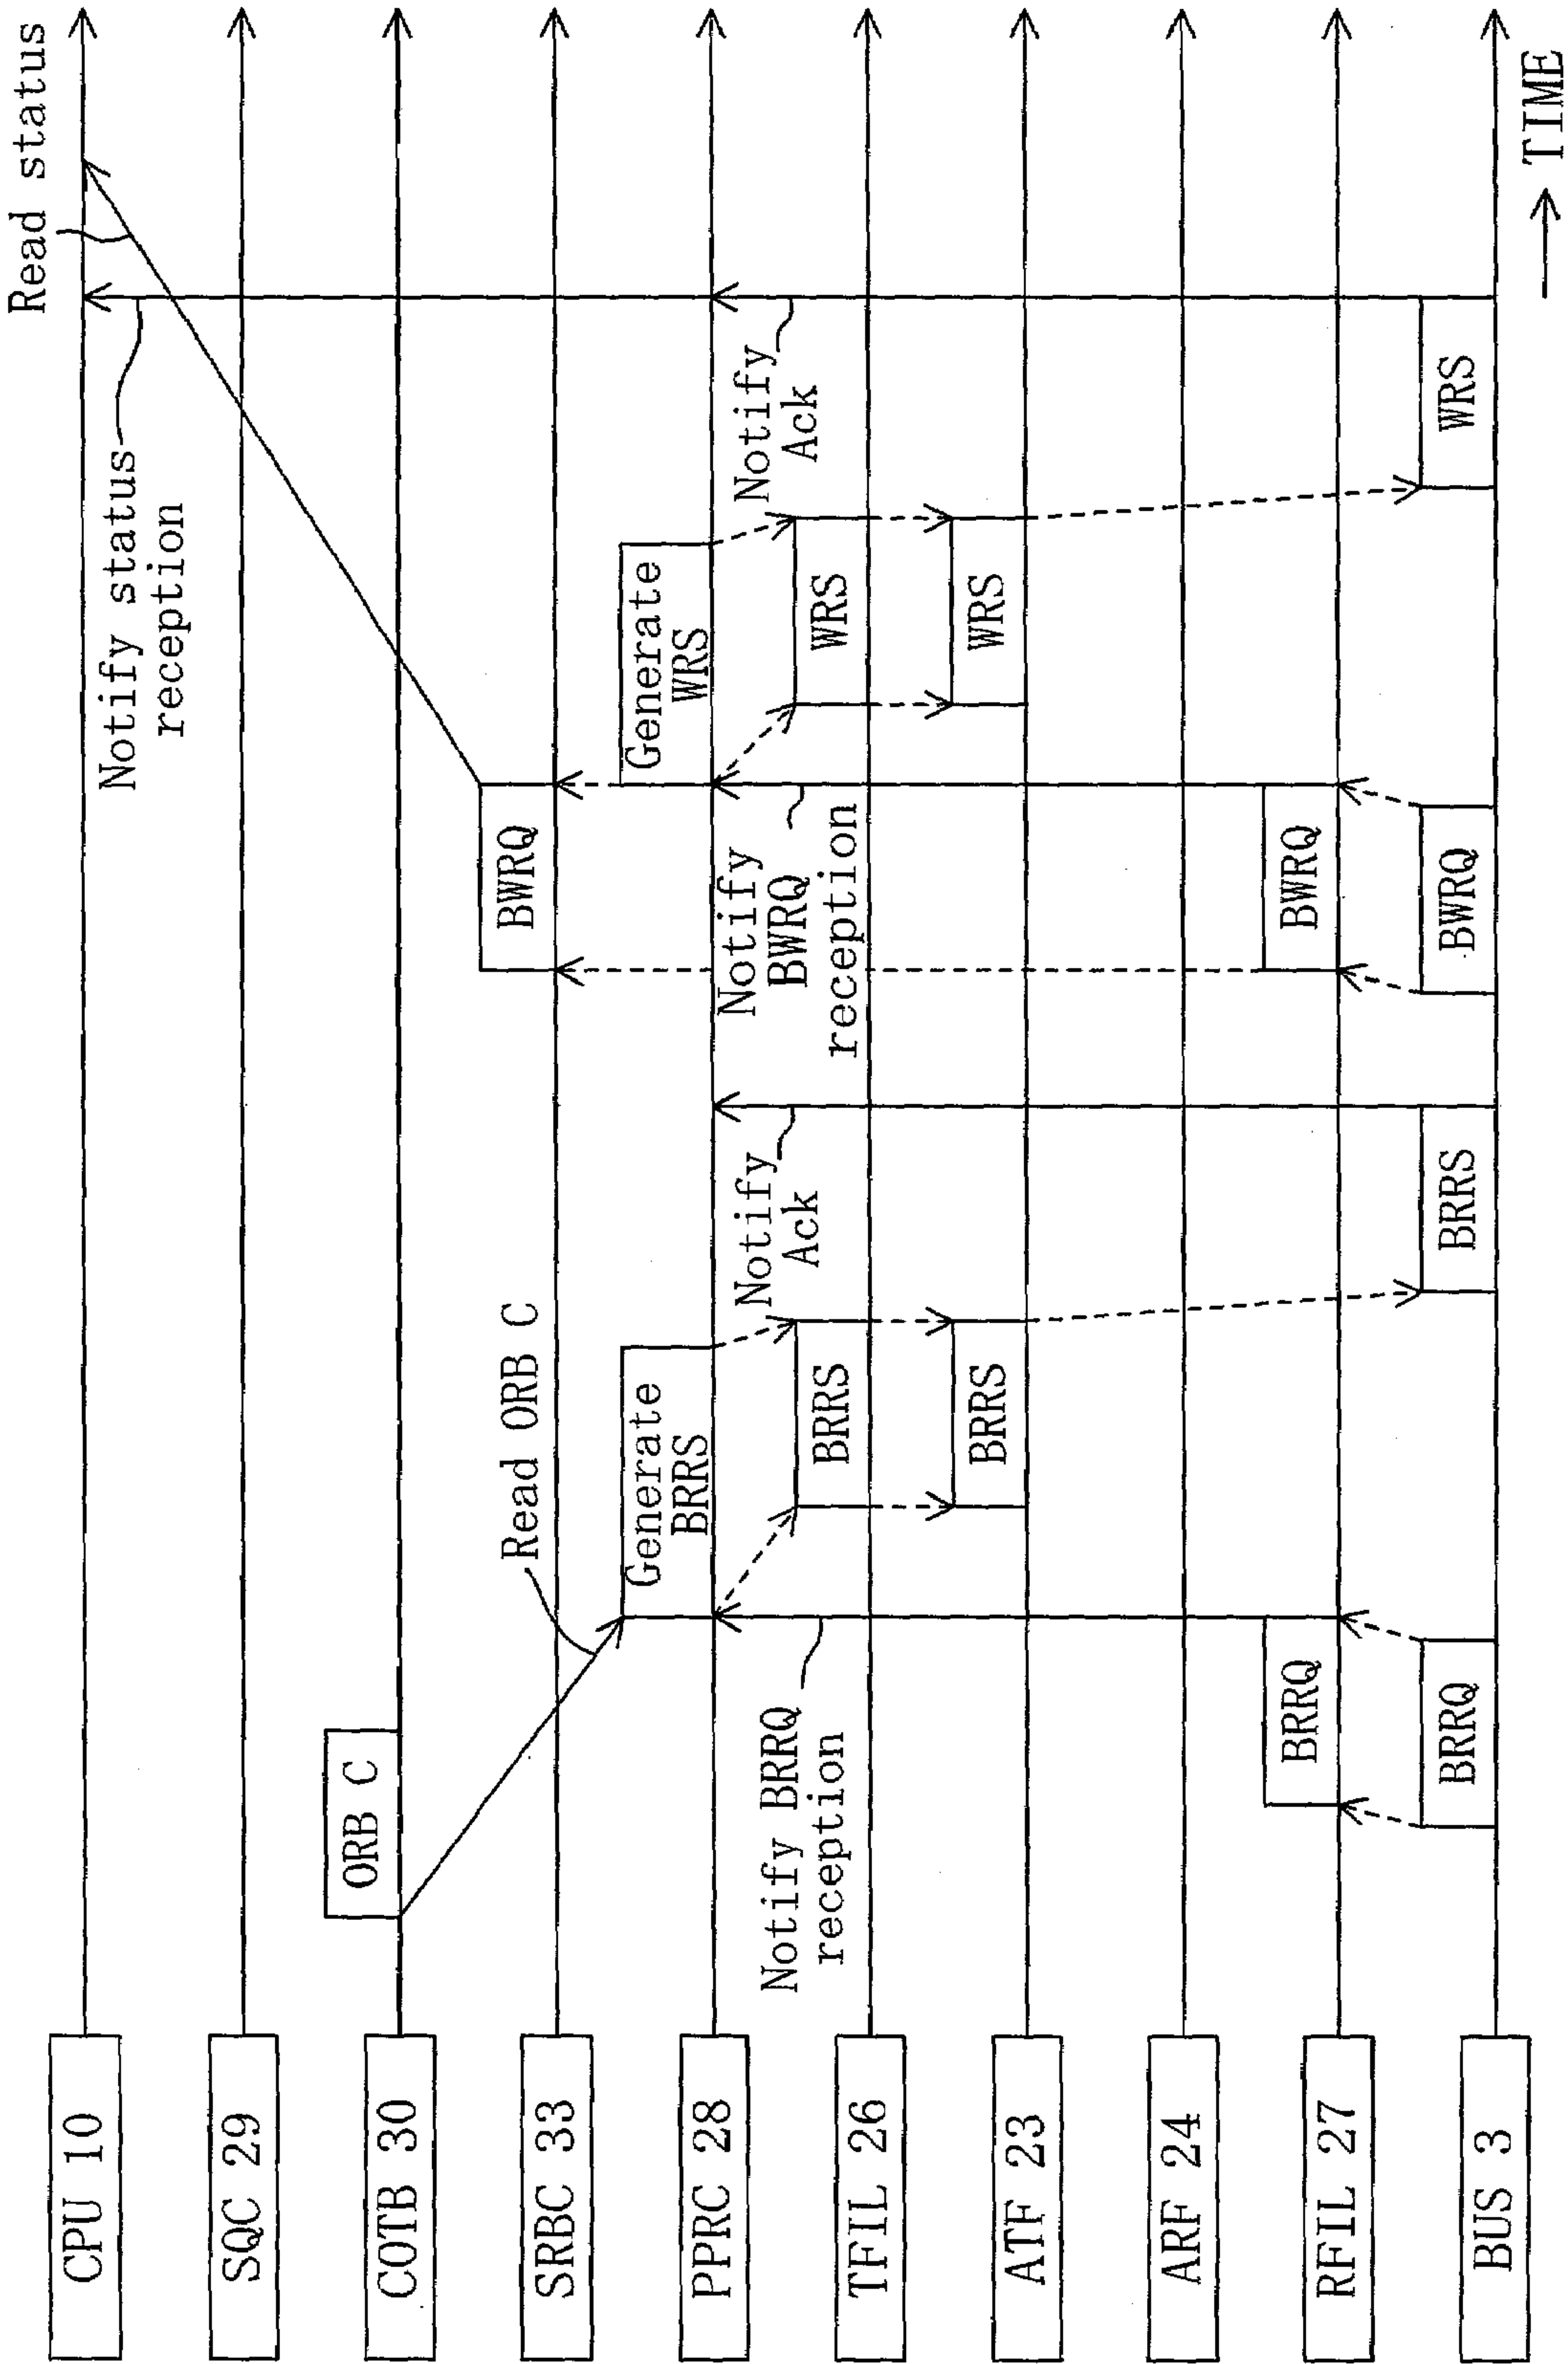 CPU 10
SQC 29
COTB 30
SRBC 33
PPRC 28
TFIL 26
ATF 23
ARF 24
RFIL 27
BUS 3
Read status
Notify status
reception
ORB C
Read ORB C
BWRQ
Generate
BRRS
Generate
WRS
Notify BRRQ
reception
Notify
Ack
Notify
BWRQ
reception
Notify
Ack
BRRS
WRS
BRRS
WRS
BRRQ
BWRQ
BRRQ
BRRS
BWRQ
WRS
TIME